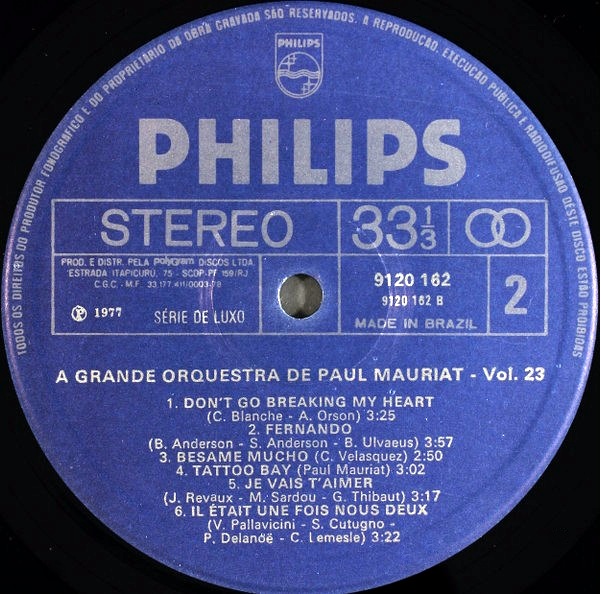 TODOS OS DIREITOS DO PRODUTOR FONOGRÁFICO E DO PROPRIETÁRIO DA OBRA GRAVADA SÃO RESERVADOS. A REPRODUÇÃO, EXECUÇÃO PÚBLICA E RADIODIFUSÃO DESTE DISCO ESTÃO PROIBIDAS
PHILIPS
PHILIPS
STEREO 33 1/3
PROD. E DISTR. PELA polygram DISCOS LTDA.
ESTRADA ITAPICURU, 75 - SCDP-PF 159/RJ
C.G.C. - M.F. 33.177.411/0003-78
9120 162
9120 162 B
2
P 1977 SÉRIE DE LUXO
MADE IN BRAZIL
A GRANDE ORQUESTRA DE PAUL MAURIAT - Vol. 23
1. DON'T GO BREAKING MY HEART
(C. Blanche - A. Orson) 3:25
2. FERNANDO
(B. Anderson - S. Anderson - B. Ulvaeus) 3:57
3. BESAME MUCHO (C. Velasquez) 2:50
4. TATTOO BAY (Paul Mauriat) 3:02
5. JE VAIS T'AIMER
(J. Revaux - M. Sardou - G. Thibaut) 3:17
6. IL ÉTAIT UNE FOIS NOUS DEUX
(V. Pallavicini - S. Cutugno -
P. Delandë - C. Lemesle) 3:22